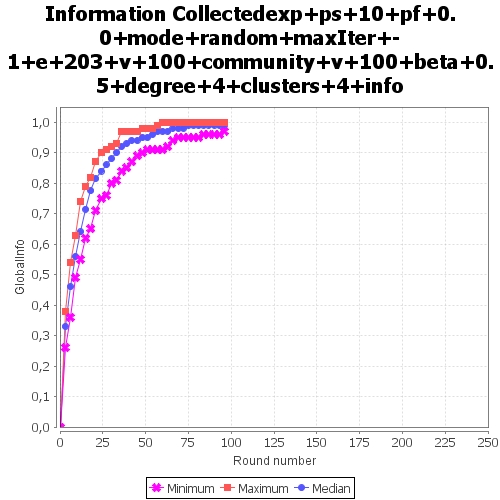 Information Collectedexp+ps+10+pf+0.
0+mode+random+maxIter+-
1+e+203+v+100+community+v+100+beta+0.
5+degree+4+clusters+4+info
1,0
0,9
0,8
0,7
0,6
0,5
0,4
0,3
0,2
0,1
0,0
GlobalInfo
0 25 50 75 100 125 150 175 200 225 250
Round number
Minimum Maximum Median